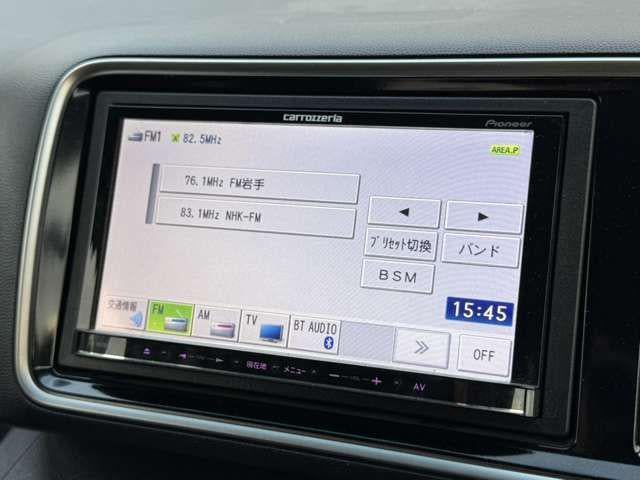 carrozzeria
Pioneer
FM1 82.5MHz
AREA.P
76.1MHz FM岩手
83.1MHz NHK-FM
◄ ►
プリセット切換 バンド
BSM
15:45
交通情報 FM AM TV BT AUDIO
≫ OFF
現在地 メニュー − + AV